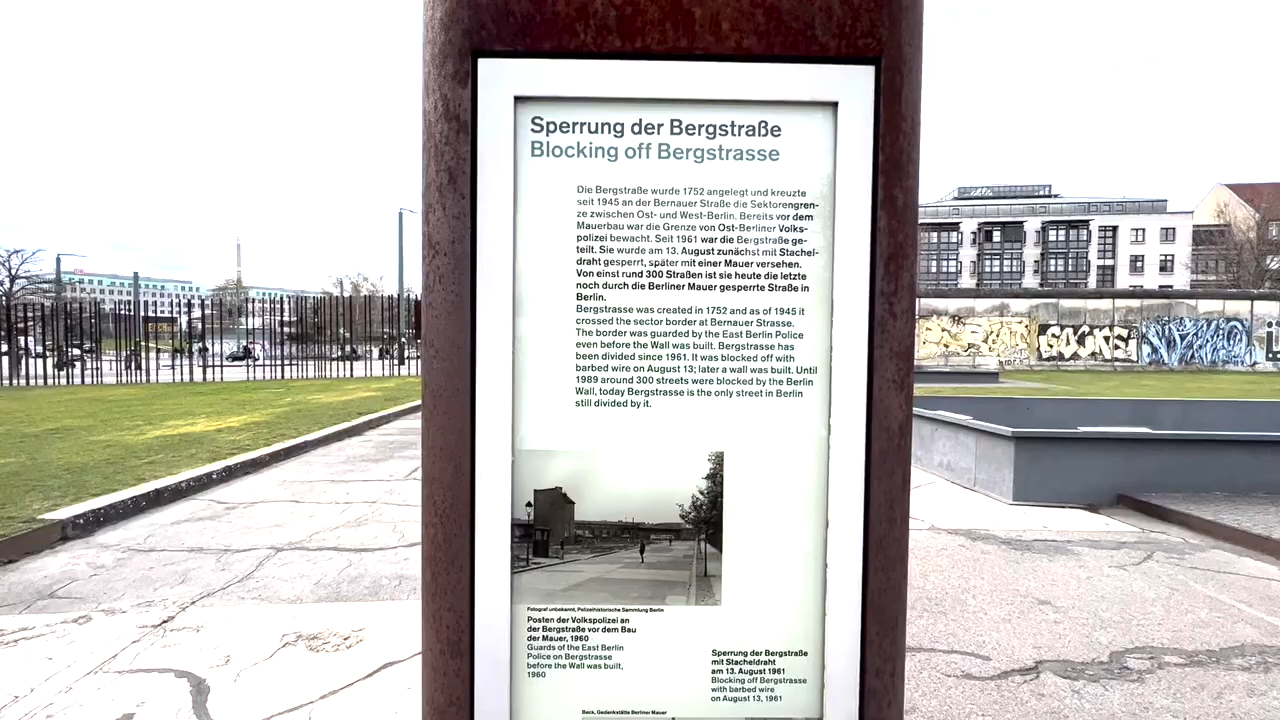 Sperrung der Bergstraße
Blocking off Bergstrasse
Die Bergstraße wurde 1752 angelegt und kreuzte
seit 1945 an der Bernauer Straße die Sektorengren-
ze zwischen Ost- und West-Berlin. Bereits vor dem
Mauerbau war die Grenze von Ost-Berliner Volks-
polizei bewacht. Seit 1961 war die Bergstraße ge-
teilt. Sie wurde am 13. August zunächst mit Stachel-
draht gesperrt, später mit einer Mauer versehen.
Von einst rund 300 Straßen ist sie heute die letzte
noch durch die Berliner Mauer gesperrte Straße in
Berlin.
Bergstrasse was created in 1752 and as of 1945 it
crossed the sector border at Bernauer Strasse.
The border was guarded by the East Berlin Police
even before the Wall was built. Bergstrasse has
been divided since 1961. It was blocked off with
barbed wire on August 13; later a wall was built. Until
1989 around 300 streets were blocked by the Berlin
Wall, today Bergstrasse is the only street in Berlin
still divided by it.
Fotograf unbekannt, Polizeihistorische Sammlung Berlin
Posten der Volkspolizei an
der Bergstraße vor dem Bau
der Mauer, 1960
Guards of the East Berlin
Police on Bergstrasse
before the Wall was built,
1960
Sperrung der Bergstraße
mit Stacheldraht
am 13. August 1961
Blocking off Bergstrasse
with barbed wire
on August 13, 1961
Beck, Gedenkstätte Berliner Mauer